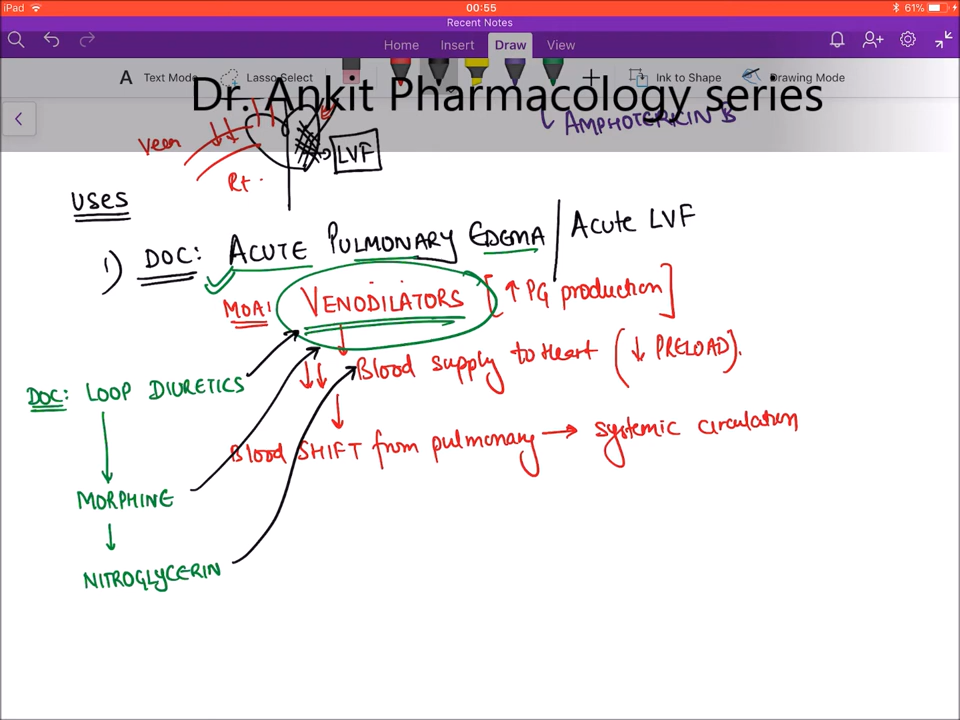 iPad
00:55
61%
Recent Notes
Home Insert Draw View
A Text Mode Lasso Select Ink to Shape Drawing Mode
Dr. Ankit Pharmacology series
AMPHOTERICIN B
Vein
LVF
Rt.
USES
1) DOC: ACUTE PULMONARY EDEMA / Acute LVF
MOA: VENODILATORS [↑ PG production]
↓
↓↓ Blood supply to Heart (↓ PRELOAD).
DOC: LOOP DIURETICS
↓
Blood SHIFT from pulmonary → systemic circulation
↓
MORPHINE
↓
NITROGLYCERIN